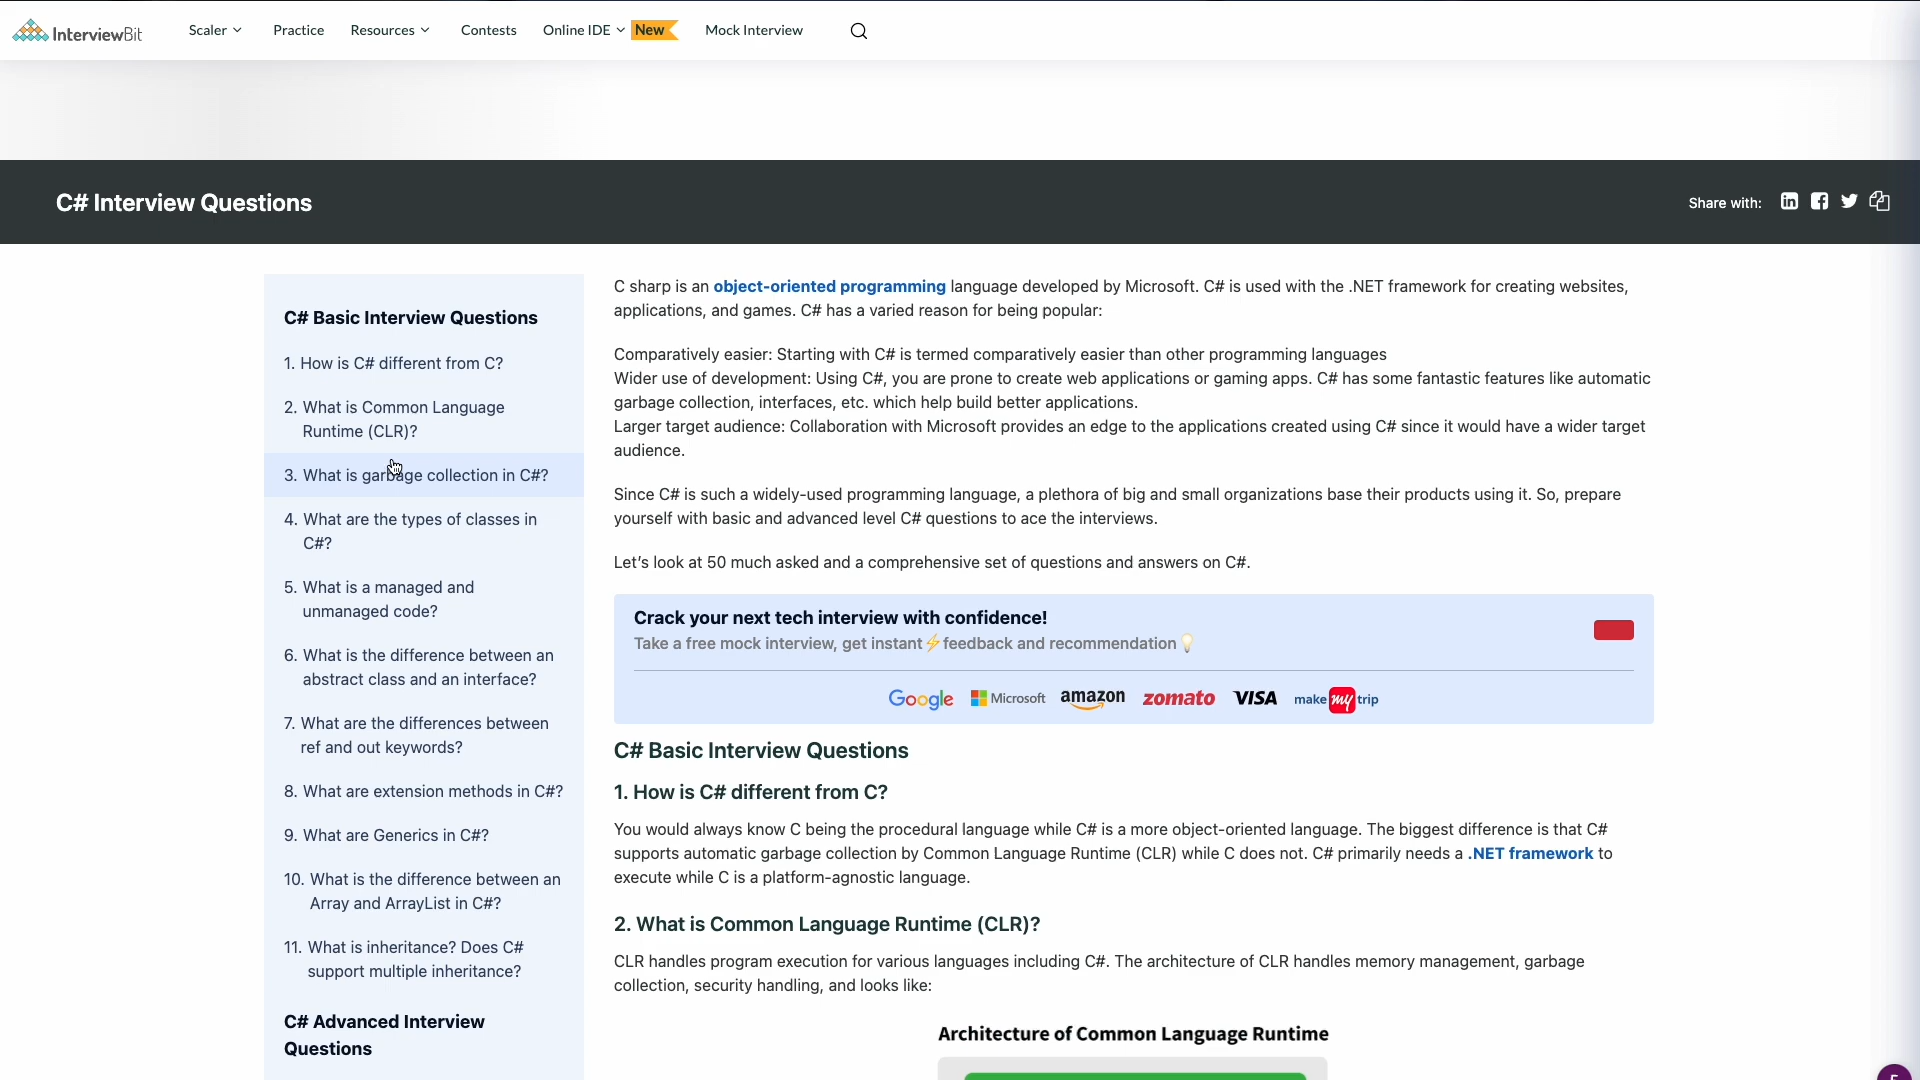 InterviewBit Scaler Practice Resources Contests Online IDE New Mock Interview
C# Interview Questions
Share with:
C# Basic Interview Questions
1. How is C# different from C?
2. What is Common Language
Runtime (CLR)?
3. What is garbage collection in C#?
4. What are the types of classes in
C#?
5. What is a managed and
unmanaged code?
6. What is the difference between an
abstract class and an interface?
7. What are the differences between
ref and out keywords?
8. What are extension methods in C#?
9. What are Generics in C#?
10. What is the difference between an
Array and ArrayList in C#?
11. What is inheritance? Does C#
support multiple inheritance?
C# Advanced Interview
Questions
C sharp is an object-oriented programming language developed by Microsoft. C# is used with the .NET framework for creating websites,
applications, and games. C# has a varied reason for being popular:
Comparatively easier: Starting with C# is termed comparatively easier than other programming languages
Wider use of development: Using C#, you are prone to create web applications or gaming apps. C# has some fantastic features like automatic
garbage collection, interfaces, etc. which help build better applications.
Larger target audience: Collaboration with Microsoft provides an edge to the applications created using C# since it would have a wider target
audience.
Since C# is such a widely-used programming language, a plethora of big and small organizations base their products using it. So, prepare
yourself with basic and advanced level C# questions to ace the interviews.
Let's look at 50 much asked and a comprehensive set of questions and answers on C#.
Crack your next tech interview with confidence!
Take a free mock interview, get instant⚡feedback and recommendation💡
Google Microsoft amazon zomato VISA make my trip
C# Basic Interview Questions
1. How is C# different from C?
You would always know C being the procedural language while C# is a more object-oriented language. The biggest difference is that C#
supports automatic garbage collection by Common Language Runtime (CLR) while C does not. C# primarily needs a .NET framework to
execute while C is a platform-agnostic language.
2. What is Common Language Runtime (CLR)?
CLR handles program execution for various languages including C#. The architecture of CLR handles memory management, garbage
collection, security handling, and looks like:
Architecture of Common Language Runtime